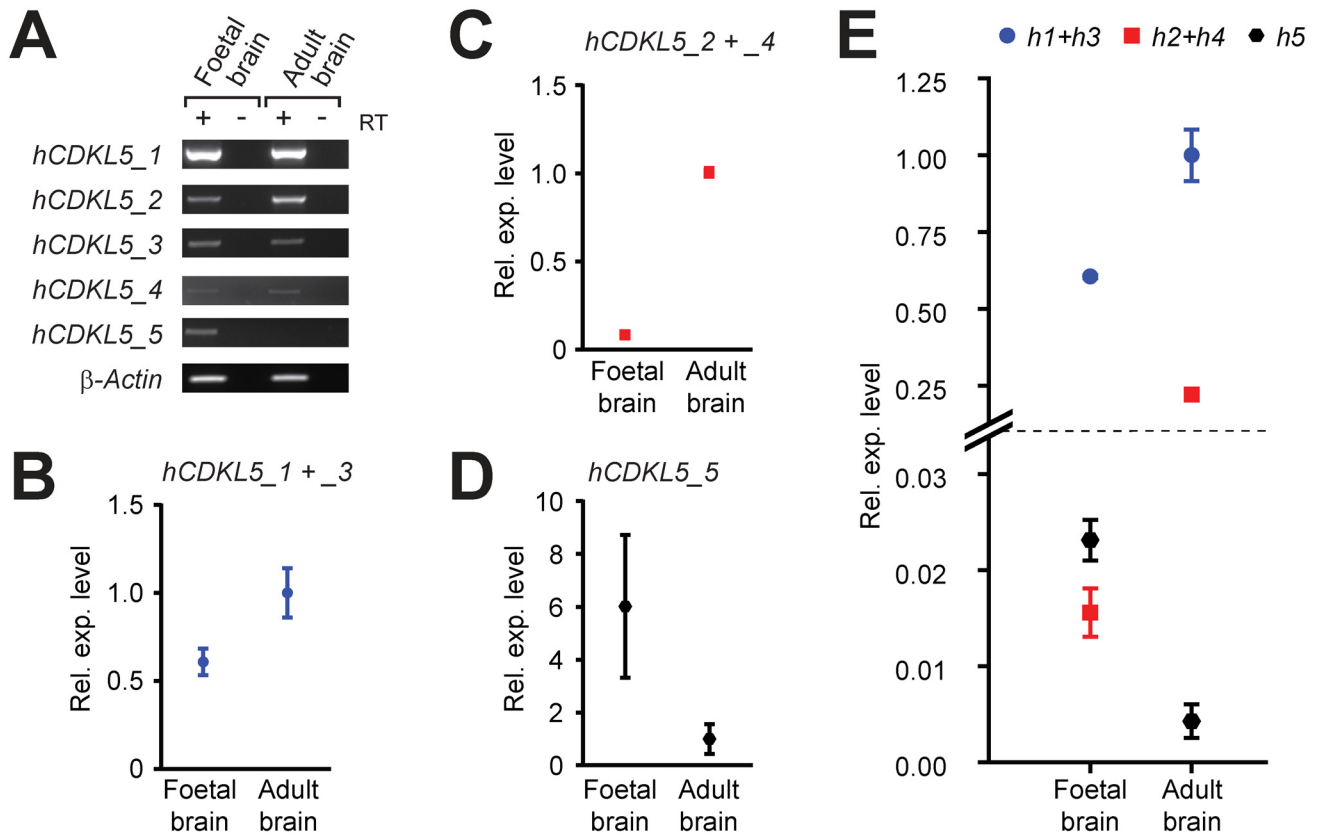 A
Foetal
brain
Adult
brain
+ - + - RT
hCDKL5_1
hCDKL5_2
hCDKL5_3
hCDKL5_4
hCDKL5_5
β-Actin
B
hCDKL5_1 + _3
Rel. exp. level
1.5
1.0
0.5
0
Foetal
brain
Adult
brain
C
hCDKL5_2 + _4
Rel. exp. level
1.5
1.0
0.5
0
Foetal
brain
Adult
brain
D
hCDKL5_5
Rel. exp. level
10
8
6
4
2
0
Foetal
brain
Adult
brain
E
h1+h3 h2+h4 h5
Rel. exp. level
1.25
1.00
0.75
0.50
0.25
0.03
0.02
0.01
0.00
Foetal
brain
Adult
brain